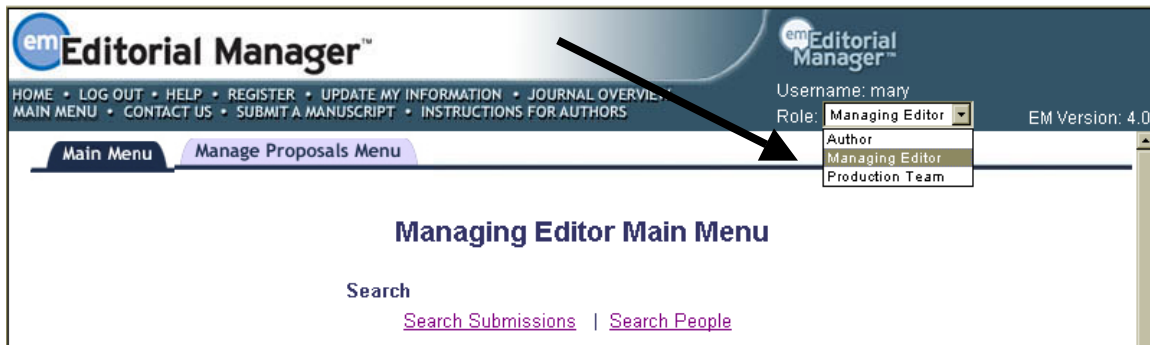 em Editorial Manager™
em Editorial Manager™
HOME • LOG OUT • HELP • REGISTER • UPDATE MY INFORMATION • JOURNAL OVERVIEW
MAIN MENU • CONTACT US • SUBMIT A MANUSCRIPT • INSTRUCTIONS FOR AUTHORS
Username: mary
Role: Managing Editor
EM Version: 4.0
Author
Managing Editor
Production Team
Main Menu
Manage Proposals Menu
Managing Editor Main Menu
Search
Search Submissions | Search People